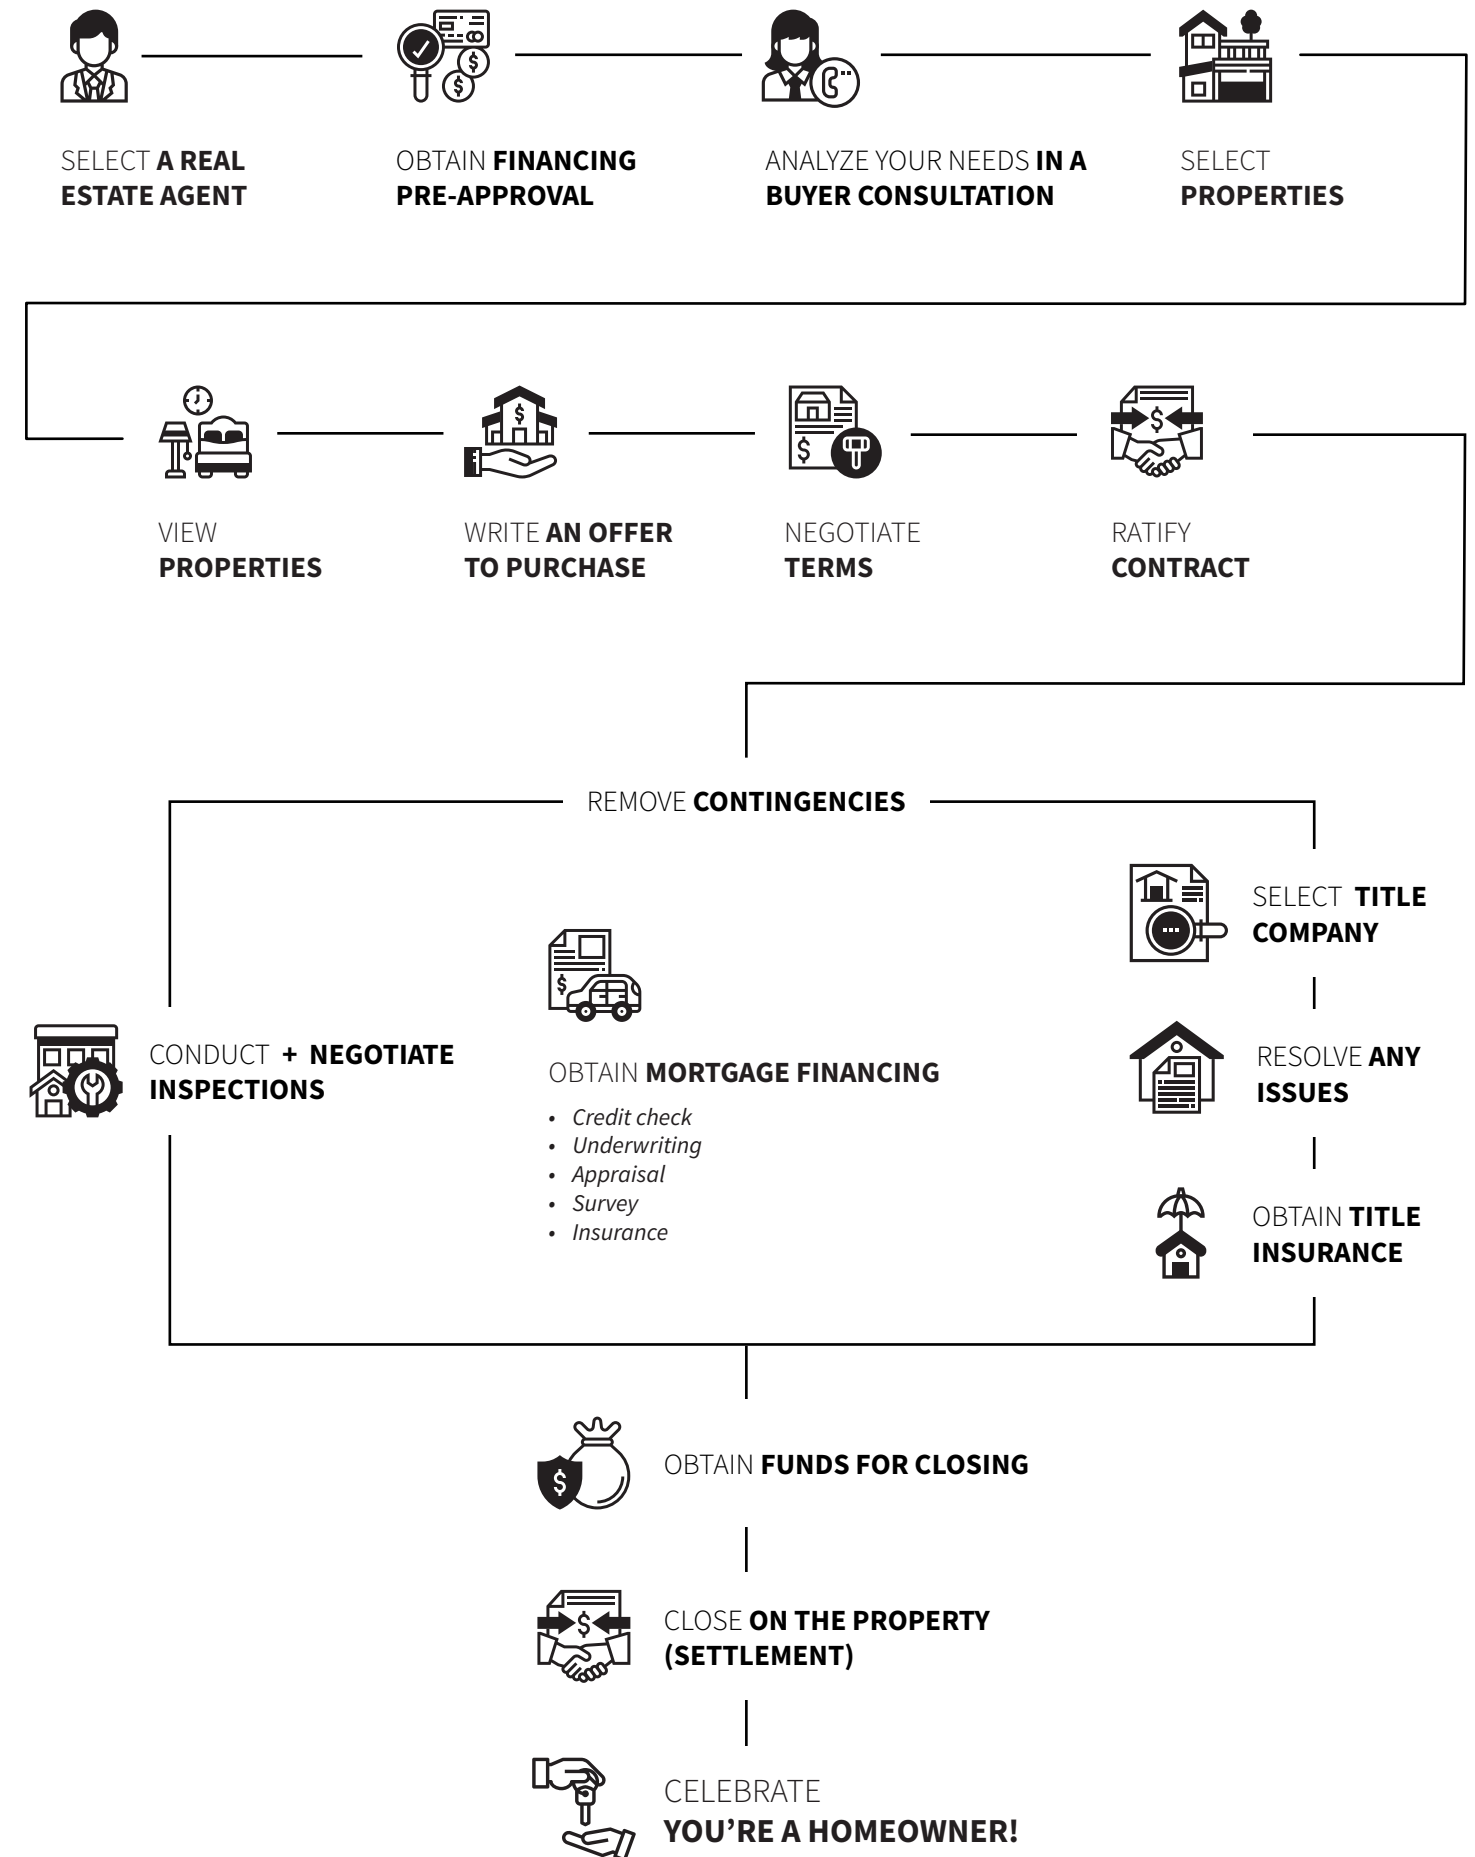 SELECT A REAL
ESTATE AGENT
OBTAIN FINANCING
PRE-APPROVAL
ANALYZE YOUR NEEDS IN A
BUYER CONSULTATION
SELECT
PROPERTIES
VIEW
PROPERTIES
WRITE AN OFFER
TO PURCHASE
NEGOTIATE
TERMS
RATIFY
CONTRACT
REMOVE CONTINGENCIES
CONDUCT + NEGOTIATE
INSPECTIONS
OBTAIN MORTGAGE FINANCING
• Credit check
• Underwriting
• Appraisal
• Survey
• Insurance
SELECT TITLE
COMPANY
RESOLVE ANY
ISSUES
OBTAIN TITLE
INSURANCE
OBTAIN FUNDS FOR CLOSING
CLOSE ON THE PROPERTY
(SETTLEMENT)
CELEBRATE
YOU’RE A HOMEOWNER!